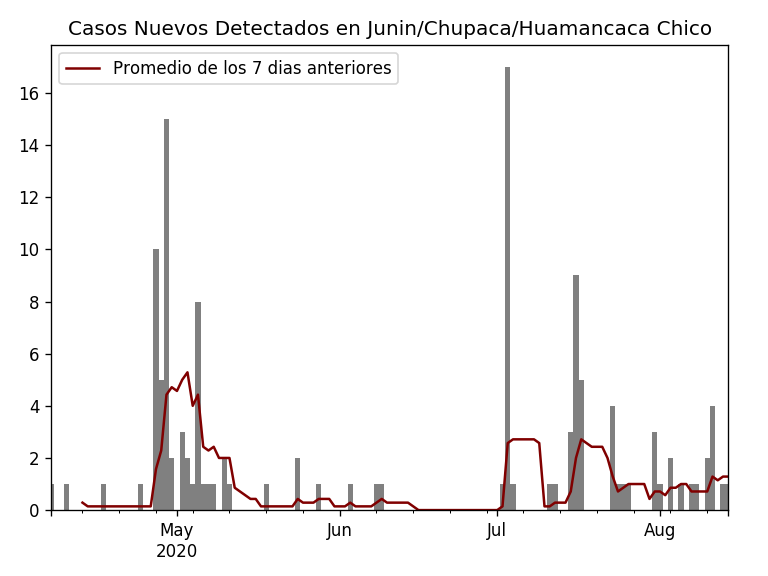 Casos Nuevos Detectados en Junin/Chupaca/Huamancaca Chico
Promedio de los 7 dias anteriores
16
14
12
10
8
6
4
2
0
May
2020
Jun
Jul
Aug